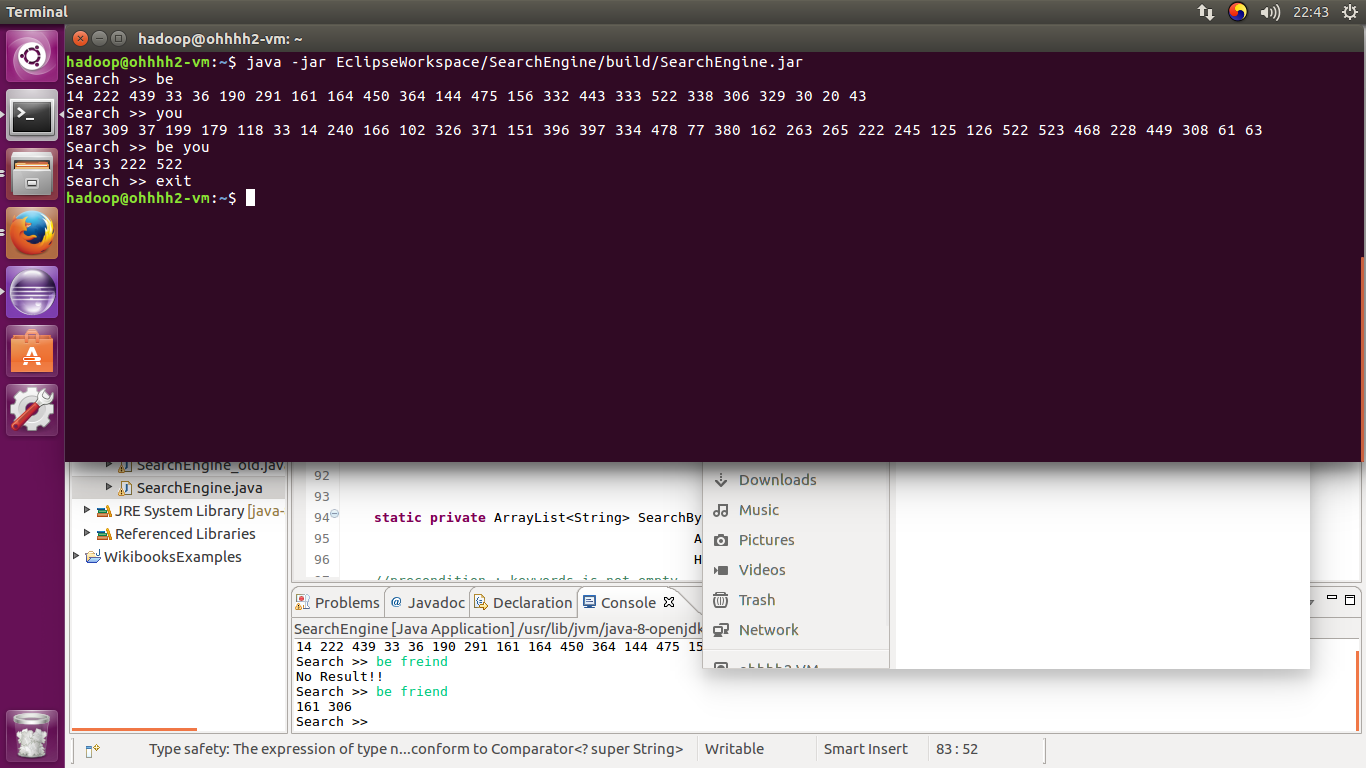 Terminal
22:43
hadoop@ohhhh2-vm: ~
hadoop@ohhhh2-vm:~$ java -jar EclipseWorkspace/SearchEngine/build/SearchEngine.jar
Search >> be
14 222 439 33 36 190 291 161 164 450 364 144 475 156 332 443 333 522 338 306 329 30 20 43
Search >> you
187 309 37 199 179 118 33 14 240 166 102 326 371 151 396 397 334 478 77 380 162 263 265 222 245 125 126 522 523 468 228 449 308 61 63
Search >> be you
14 33 222 522
Search >> exit
hadoop@ohhhh2-vm:~$
SearchEngine_old.jav
SearchEngine.java
JRE System Library [java-
Referenced Libraries
WikibooksExamples
92
93
94 static private ArrayList<String> SearchBy
95 A
96 H
97 //precondition : keywords is not empty
Downloads
Music
Pictures
Videos
Trash
Network
ohhhh2 VM
Problems @ Javadoc Declaration Console
SearchEngine [Java Application] /usr/lib/jvm/java-8-openjdk
14 222 439 33 36 190 291 161 164 450 364 144 475 15
Search >> be freind
No Result!!
Search >> be friend
161 306
Search >>
Type safety: The expression of type n...conform to Comparator<? super String>
Writable
Smart Insert
83 : 52